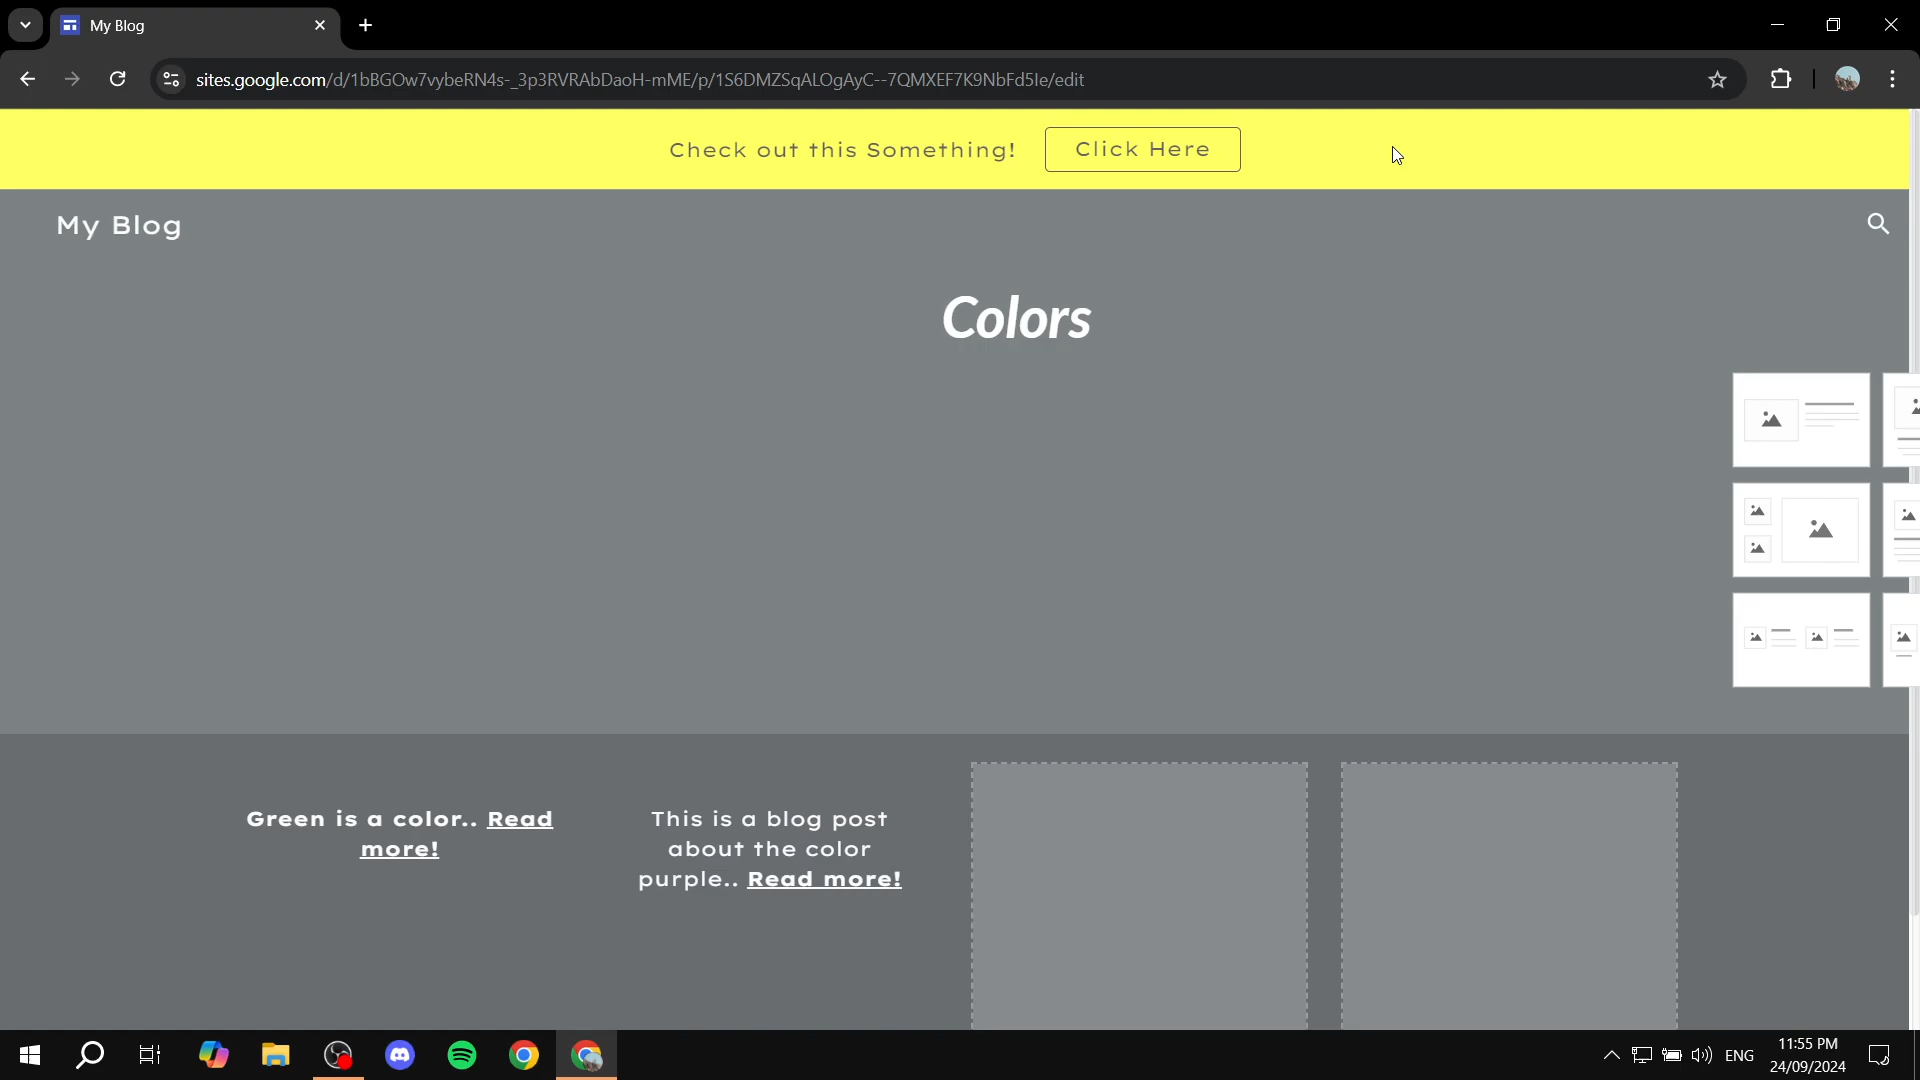 My Blog
sites.google.com/d/1bBGOw7vybeRN4s-_3p3RVRAbDaoH-mME/p/1S6DMZSqALOgAyC--7QMXEF7K9NbFd5Ie/edit
Check out this Something!
Click Here
My Blog
Colors
Green is a color.. Read
more!
This is a blog post
about the color
purple.. Read more!
ENG
11:55 PM
24/09/2024